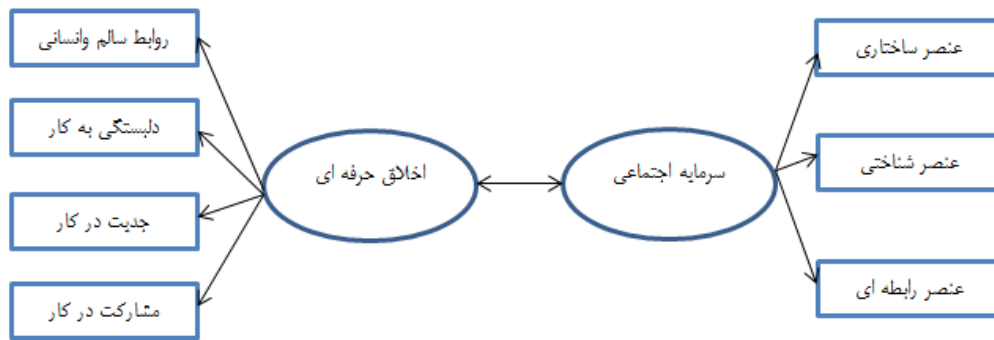 عنصر ساختاری
عنصر شناختی
عنصر رابطه ای
سرمایه اجتماعی
اخلاق حرفه ای
روابط سالم وانسانی
دلبستگی به کار
جدیت در کار
مشارکت در کار